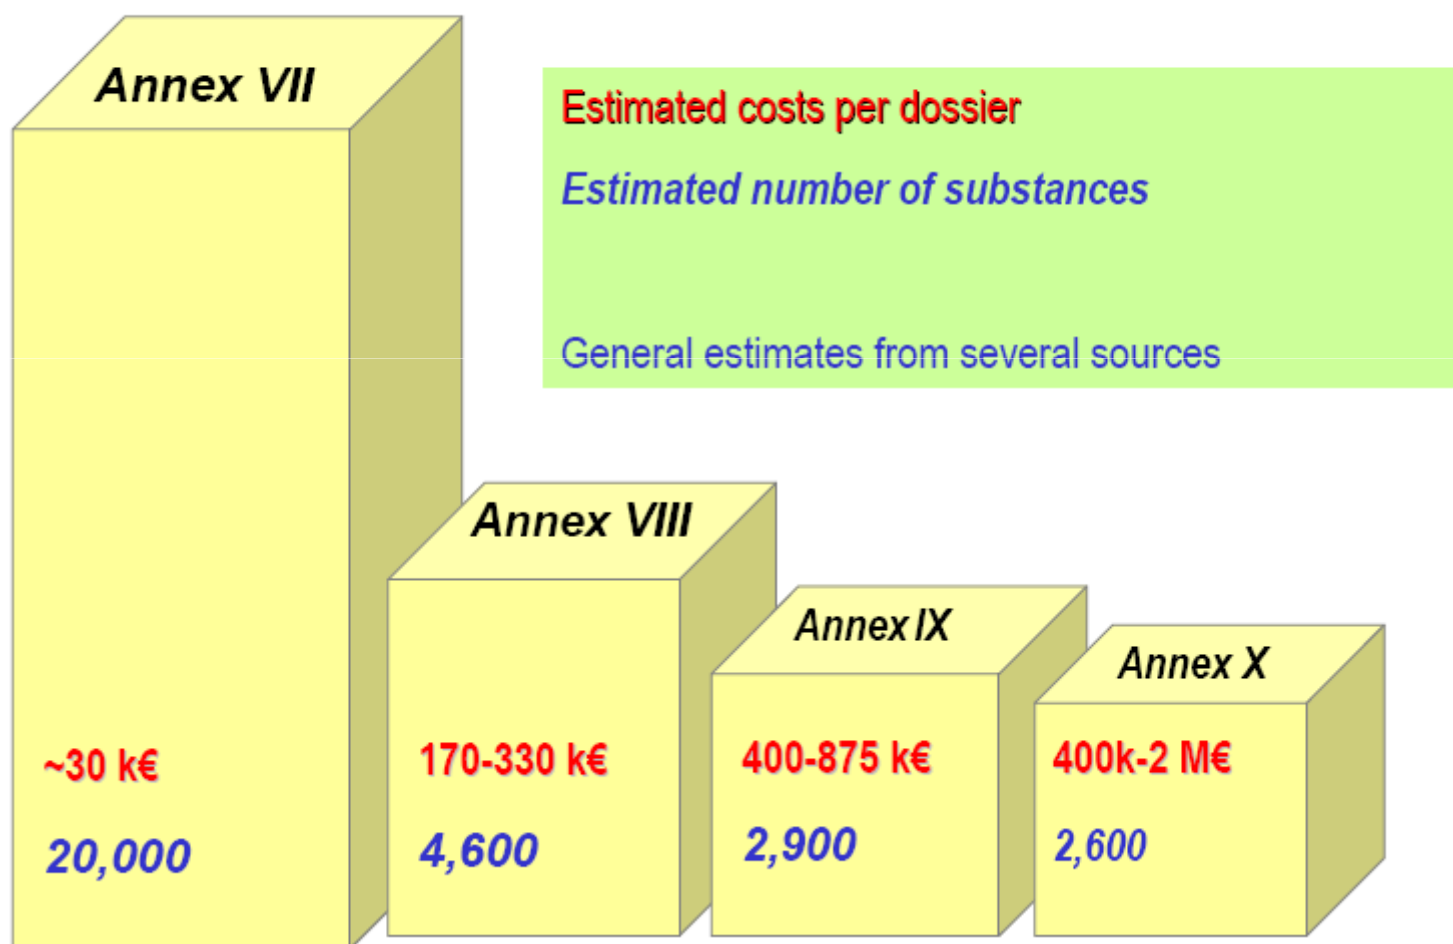 Annex VII
Estimated costs per dossier
Estimated number of substances
General estimates from several sources
Annex VIII
Annex IX
Annex X
~30 k€
170-330 k€
400-875 k€
400k-2 M€
20,000
4,600
2,900
2,600